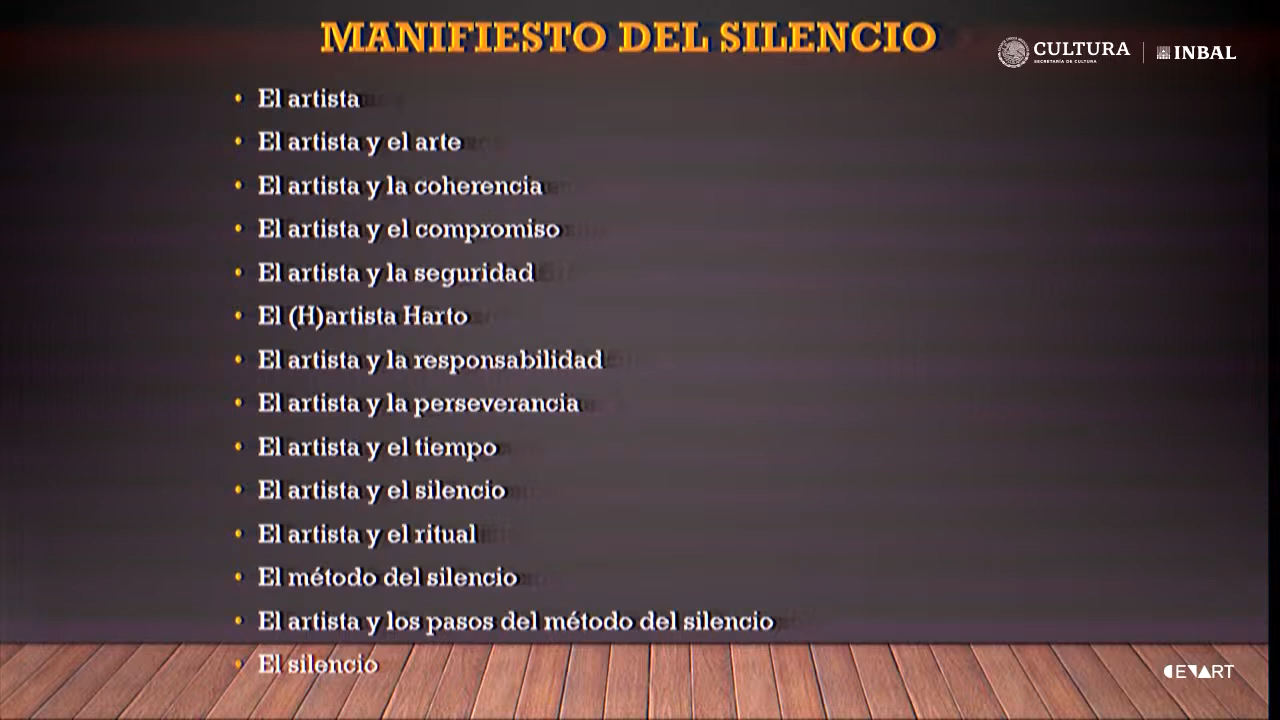 MANIFIESTO DEL SILENCIO
CULTURA
SECRETARÍA DE CULTURA
INBAL
• El artista
• El artista y el arte
• El artista y la coherencia
• El artista y el compromiso
• El artista y la seguridad
• El (H)artista Harto
• El artista y la responsabilidad
• El artista y la perseverancia
• El artista y el tiempo
• El artista y el silencio
• El artista y el ritual
• El método del silencio
• El artista y los pasos del método del silencio
• El silencio
CENART